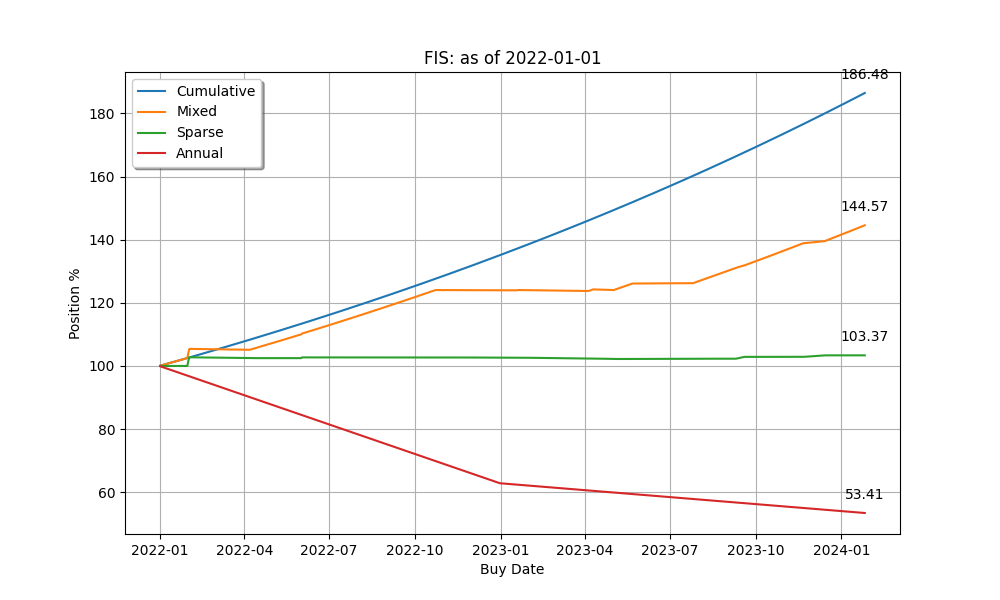 FIS: as of 2022-01-01
186.48
Cumulative
Mixed
Sparse
Annual
180
160
144.57
140
120
103.37
100
80
60
53.41
Position %
2022-01 2022-04 2022-07 2022-10 2023-01 2023-04 2023-07 2023-10 2024-01
Buy Date